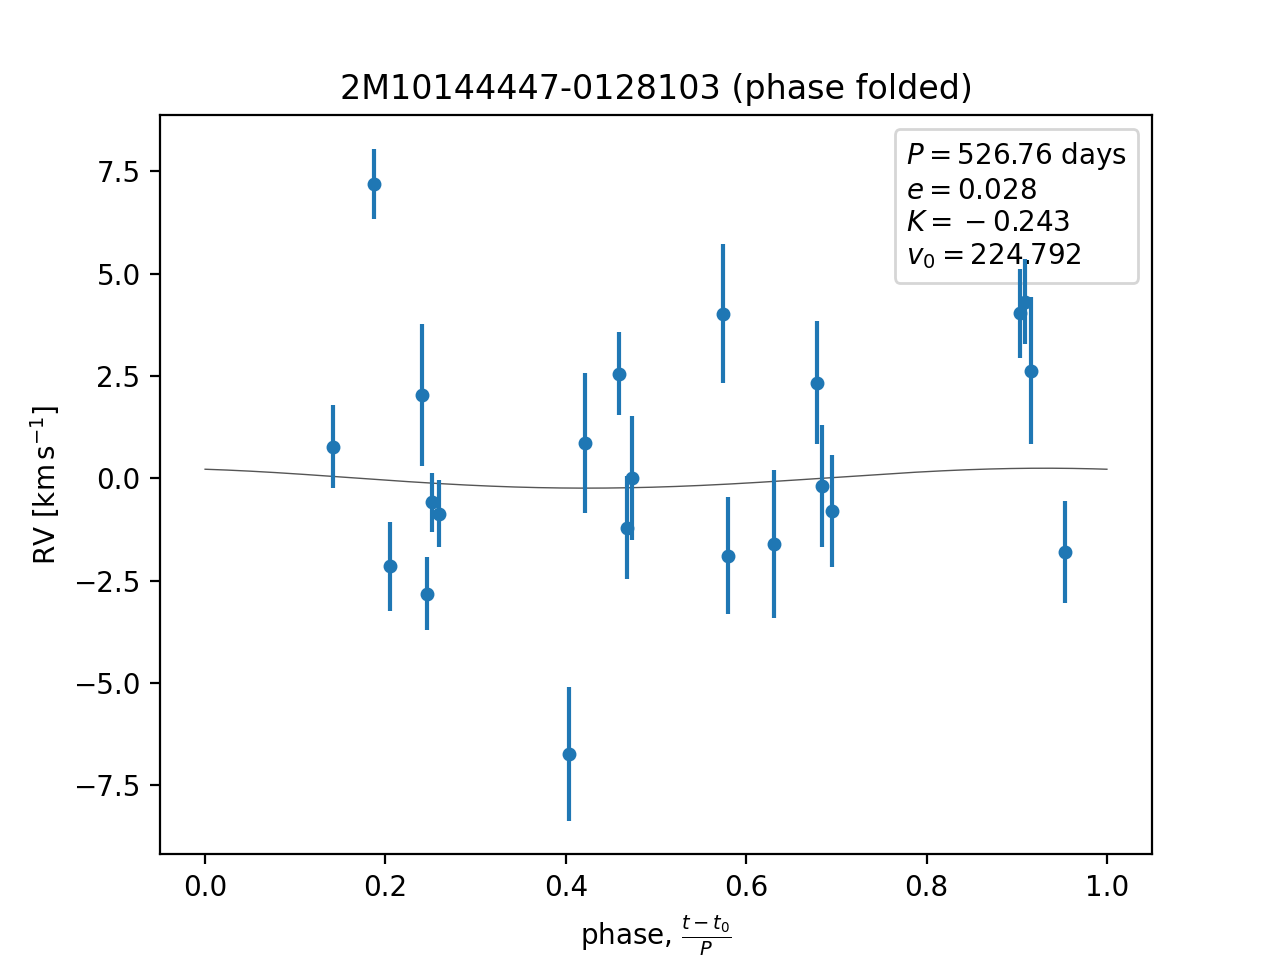 2M10144447-0128103 (phase folded)
P = 526.76 days
e = 0.028
K = −0.243
v₀ = 224.792
7.5
5.0
2.5
0.0
−2.5
−5.0
−7.5
RV [km s⁻¹]
0.0 0.2 0.4 0.6 0.8 1.0
phase, (t − t₀)/P